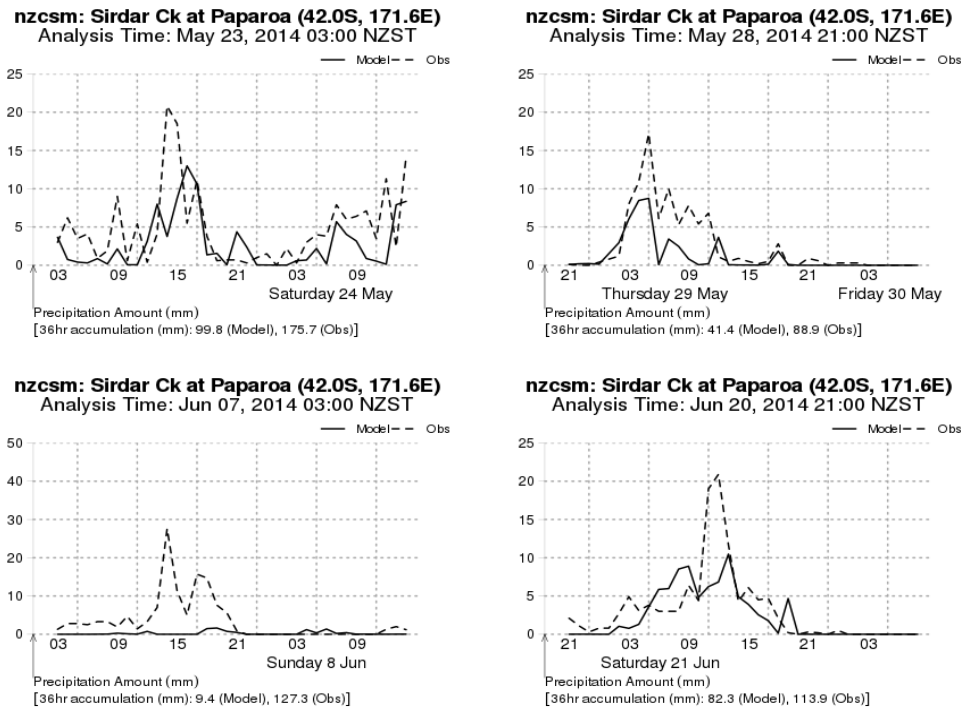 nzcsm: Sirdar Ck at Paparoa (42.0S, 171.6E)
Analysis Time: May 23, 2014 03:00 NZST
Model Obs
25
20
15
10
5
0
03 09 15 21 03 09
Saturday 24 May
Precipitation Amount (mm)
[36hr accumulation (mm): 99.8 (Model), 175.7 (Obs)]
nzcsm: Sirdar Ck at Paparoa (42.0S, 171.6E)
Analysis Time: May 28, 2014 21:00 NZST
Model Obs
25
20
15
10
5
0
21 03 09 15 21 03
Thursday 29 May Friday 30 May
Precipitation Amount (mm)
[36hr accumulation (mm): 41.4 (Model), 88.9 (Obs)]
nzcsm: Sirdar Ck at Paparoa (42.0S, 171.6E)
Analysis Time: Jun 07, 2014 03:00 NZST
Model Obs
50
40
30
20
10
0
03 09 15 21 03 09
Sunday 8 Jun
Precipitation Amount (mm)
[36hr accumulation (mm): 9.4 (Model), 127.3 (Obs)]
nzcsm: Sirdar Ck at Paparoa (42.0S, 171.6E)
Analysis Time: Jun 20, 2014 21:00 NZST
Model Obs
25
20
15
10
5
0
21 03 09 15 21 03
Saturday 21 Jun
Precipitation Amount (mm)
[36hr accumulation (mm): 82.3 (Model), 113.9 (Obs)]